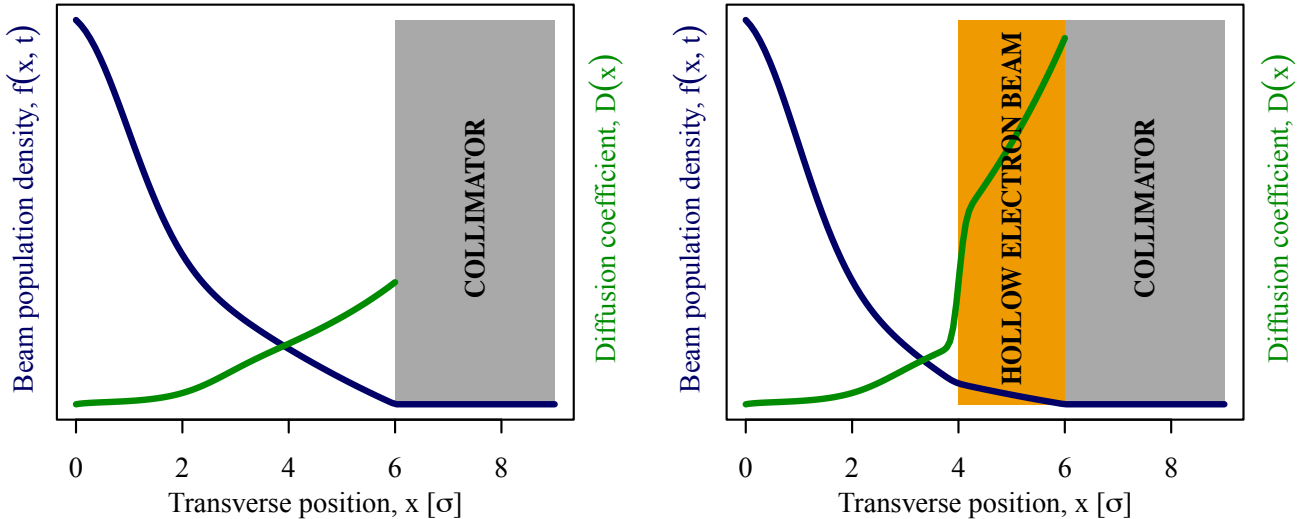 Beam population density, f(x, t)
COLLIMATOR
Diffusion coefficient, D(x)
0 2 4 6 8
Transverse position, x [σ]
Beam population density, f(x, t)
HOLLOW ELECTRON BEAM
COLLIMATOR
Diffusion coefficient, D(x)
0 2 4 6 8
Transverse position, x [σ]